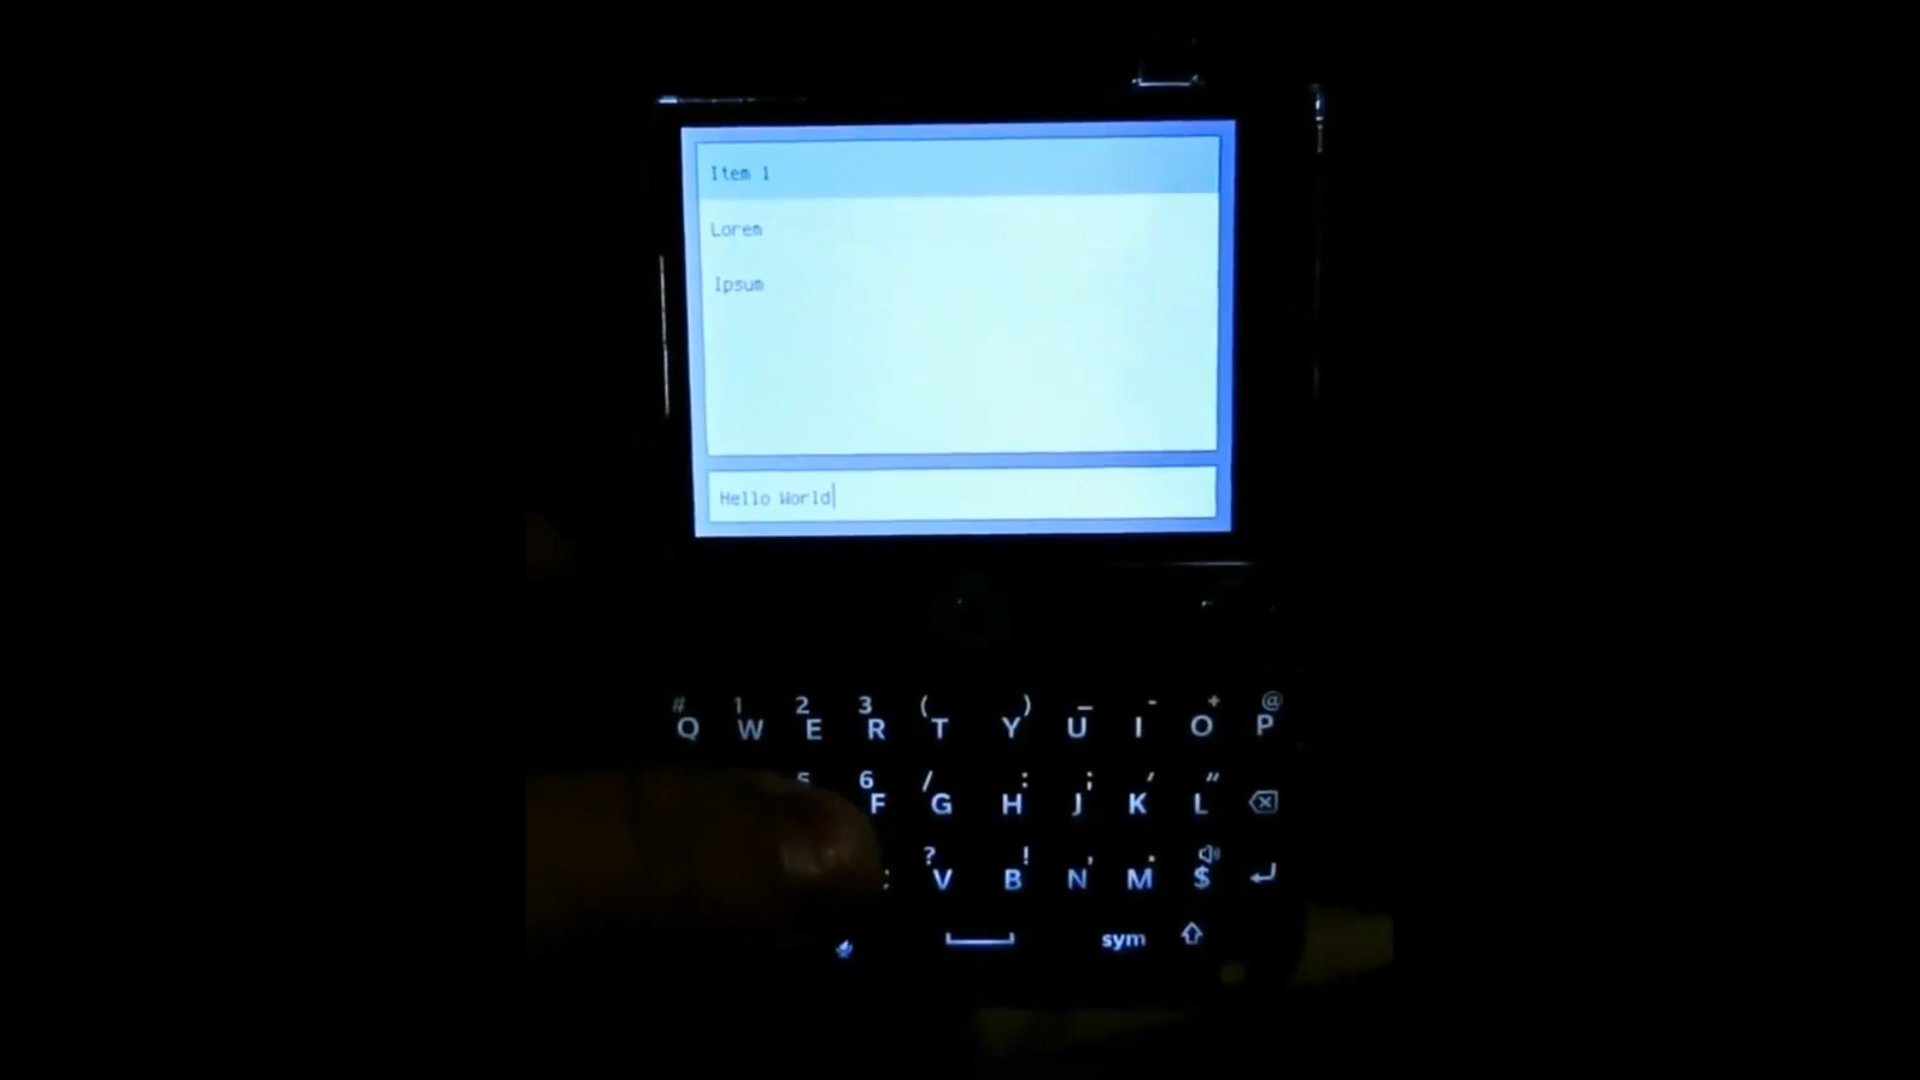 Item 1
Lorem
Ipsum
Hello World
# 1 2 3 ( ) _ - + @
Q W E R T Y U I O P
6 / : ; ' "
F G H J K L
? ! , .
V B N M $
sym